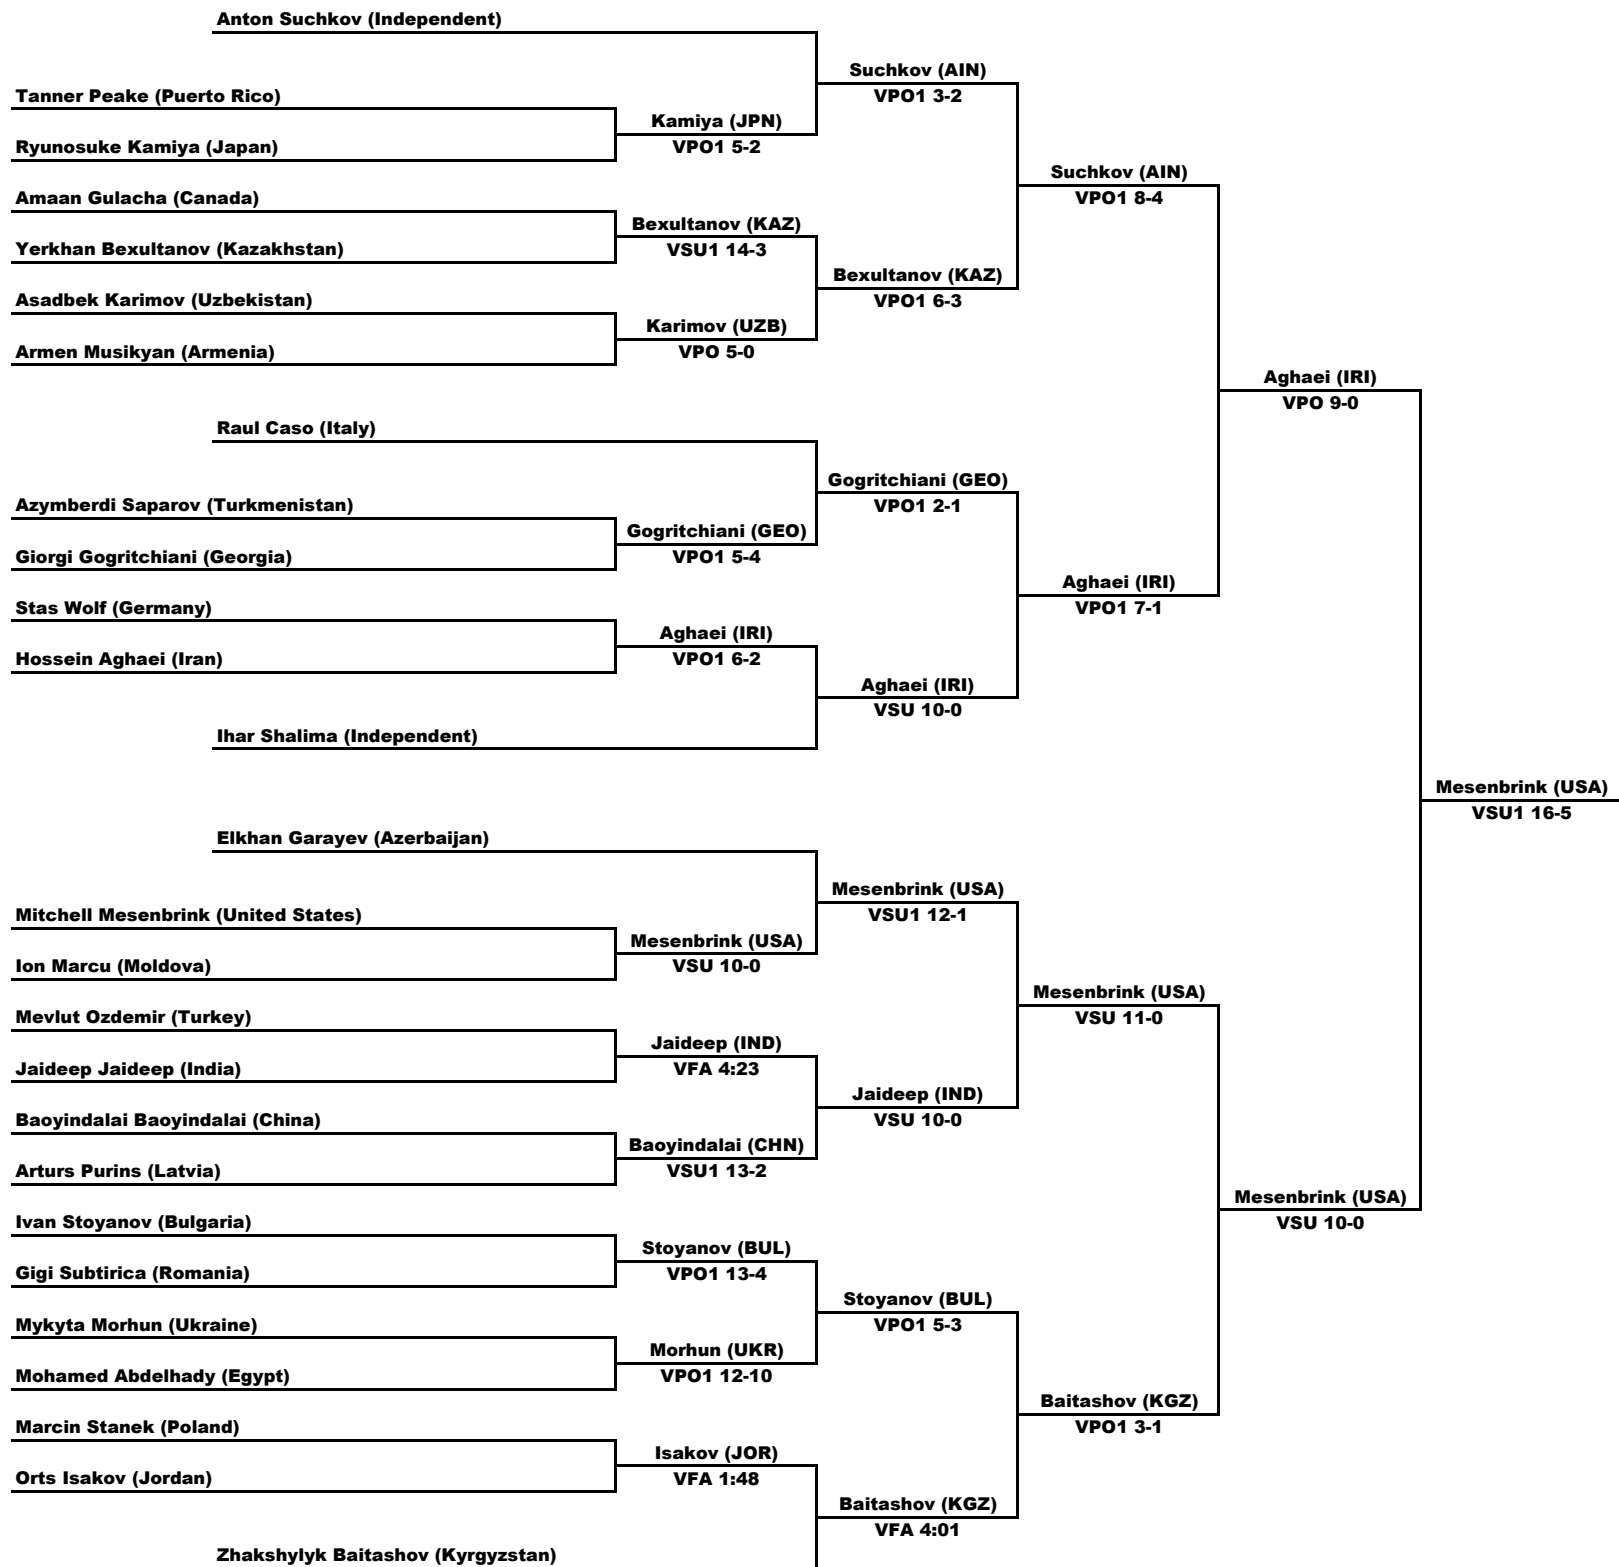 Anton Suchkov (Independent)
Suchkov (AIN)
VPO1 3-2
Tanner Peake (Puerto Rico)
Kamiya (JPN)
VPO1 5-2
Ryunosuke Kamiya (Japan)
Suchkov (AIN)
VPO1 8-4
Amaan Gulacha (Canada)
Bexultanov (KAZ)
VSU1 14-3
Yerkhan Bexultanov (Kazakhstan)
Bexultanov (KAZ)
VPO1 6-3
Asadbek Karimov (Uzbekistan)
Karimov (UZB)
VPO 5-0
Armen Musikyan (Armenia)
Aghaei (IRI)
VPO 9-0
Raul Caso (Italy)
Gogritchiani (GEO)
VPO1 2-1
Azymberdi Saparov (Turkmenistan)
Gogritchiani (GEO)
VPO1 5-4
Giorgi Gogritchiani (Georgia)
Aghaei (IRI)
VPO1 7-1
Stas Wolf (Germany)
Aghaei (IRI)
VPO1 6-2
Hossein Aghaei (Iran)
Aghaei (IRI)
VSU 10-0
Ihar Shalima (Independent)
Mesenbrink (USA)
VSU1 16-5
Elkhan Garayev (Azerbaijan)
Mesenbrink (USA)
VSU1 12-1
Mitchell Mesenbrink (United States)
Mesenbrink (USA)
VSU 10-0
Ion Marcu (Moldova)
Mesenbrink (USA)
VSU 11-0
Mevlut Ozdemir (Turkey)
Jaideep (IND)
VFA 4:23
Jaideep Jaideep (India)
Jaideep (IND)
VSU 10-0
Baoyindalai Baoyindalai (China)
Baoyindalai (CHN)
VSU1 13-2
Arturs Purins (Latvia)
Mesenbrink (USA)
VSU 10-0
Ivan Stoyanov (Bulgaria)
Stoyanov (BUL)
VPO1 13-4
Gigi Subtirica (Romania)
Stoyanov (BUL)
VPO1 5-3
Mykyta Morhun (Ukraine)
Morhun (UKR)
VPO1 12-10
Mohamed Abdelhady (Egypt)
Baitashov (KGZ)
VPO1 3-1
Marcin Stanek (Poland)
Isakov (JOR)
VFA 1:48
Orts Isakov (Jordan)
Baitashov (KGZ)
VFA 4:01
Zhakshylyk Baitashov (Kyrgyzstan)